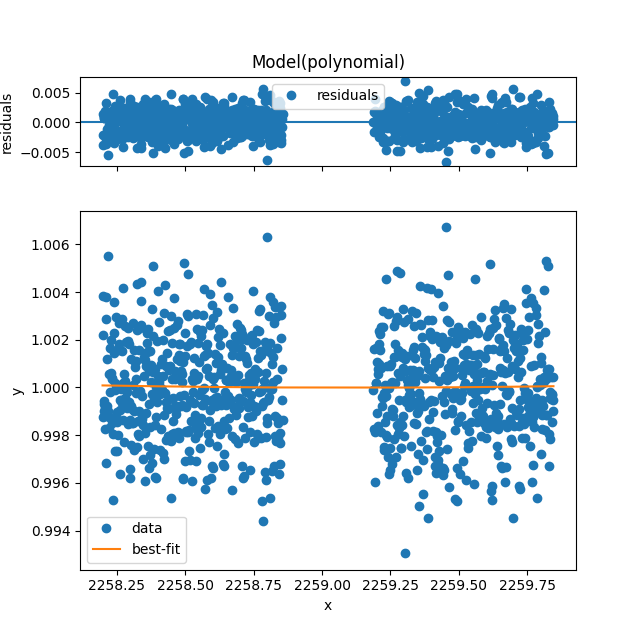 Model(polynomial)
residuals
0.005
0.000
−0.005
residuals
1.006
1.004
1.002
1.000
0.998
0.996
0.994
y
data
best-fit
2258.25 2258.50 2258.75 2259.00 2259.25 2259.50 2259.75
x